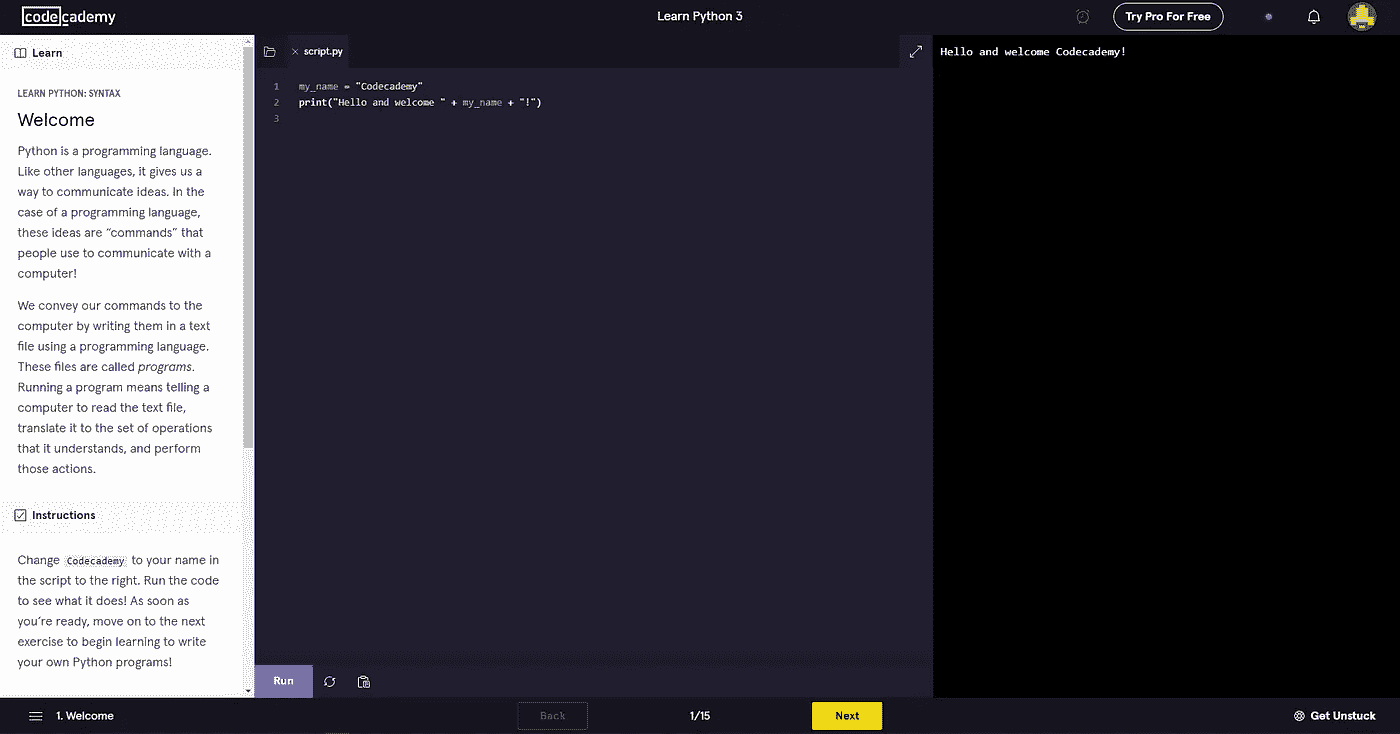 codecademy
Learn Python 3
Try Pro For Free
Learn
LEARN PYTHON: SYNTAX
Welcome
Python is a programming language.
Like other languages, it gives us a
way to communicate ideas. In the
case of a programming language,
these ideas are “commands” that
people use to communicate with a
computer!
We convey our commands to the
computer by writing them in a text
file using a programming language.
These files are called programs.
Running a program means telling a
computer to read the text file,
translate it to the set of operations
that it understands, and perform
those actions.
Instructions
Change Codecademy to your name in
the script to the right. Run the code
to see what it does! As soon as
you’re ready, move on to the next
exercise to begin learning to write
your own Python programs!
script.py
1 my_name = "Codecademy"
2 print("Hello and welcome " + my_name + "!")
3
Run
Hello and welcome Codecademy!
1. Welcome
Back
1/15
Next
Get Unstuck